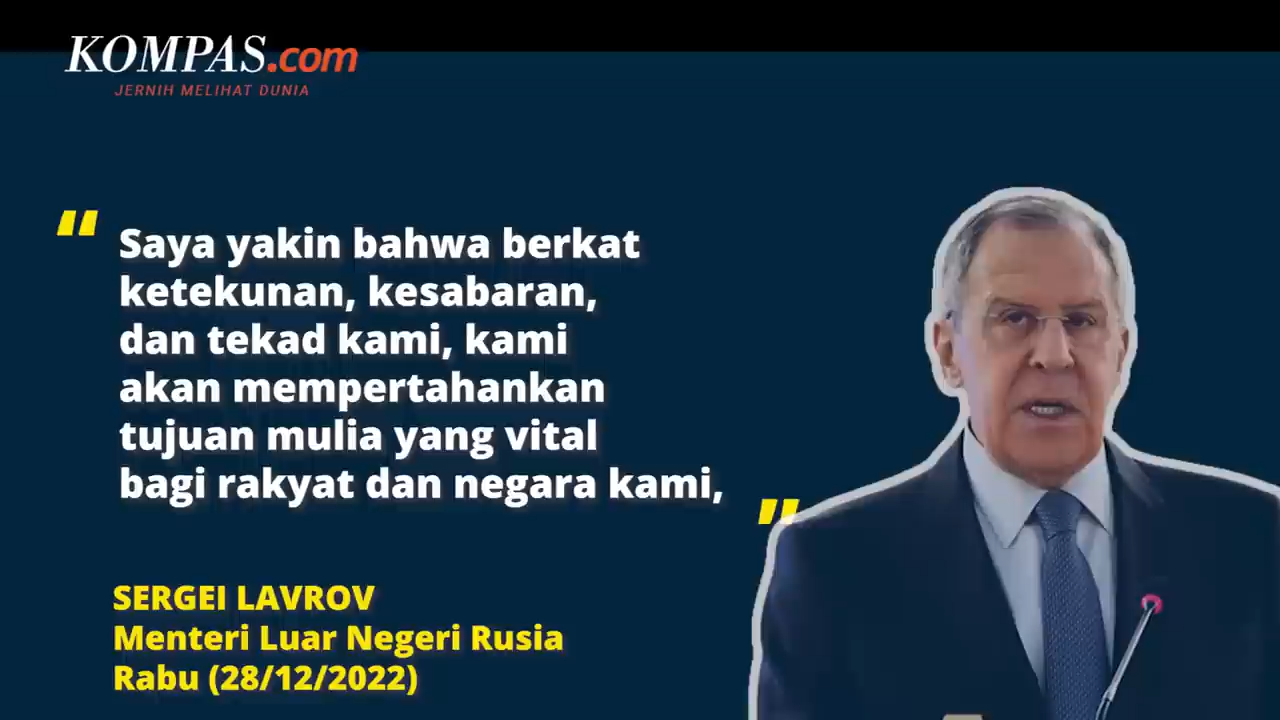 KOMPAS.com
JERNIH MELIHAT DUNIA
" Saya yakin bahwa berkat
ketekunan, kesabaran,
dan tekad kami, kami
akan mempertahankan
tujuan mulia yang vital
bagi rakyat dan negara kami, "
SERGEI LAVROV
Menteri Luar Negeri Rusia
Rabu (28/12/2022)